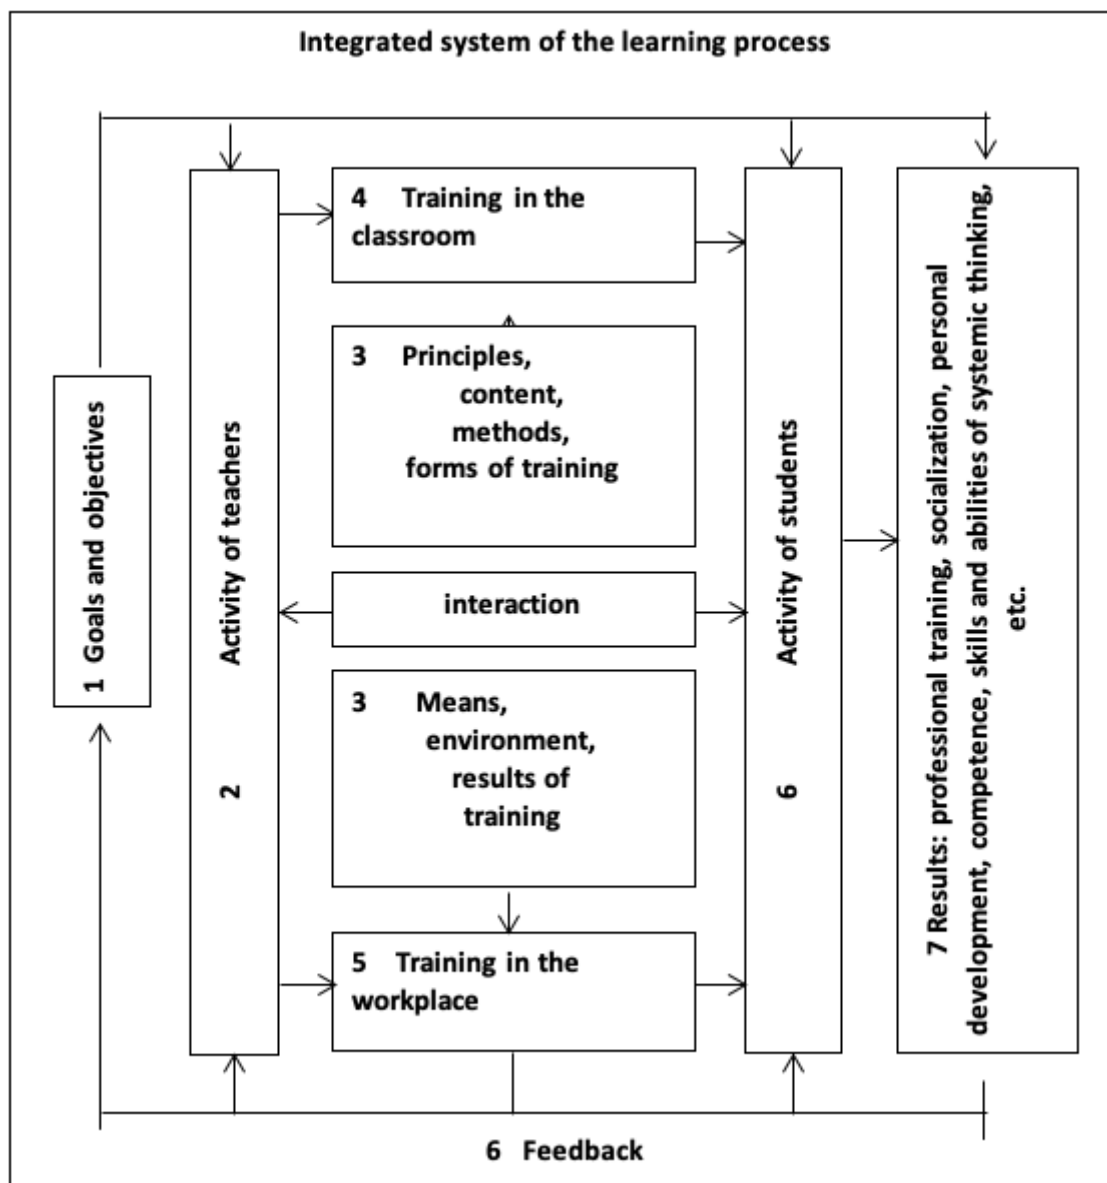 Integrated system of the learning process
1 Goals and objectives
2 Activity of teachers
4 Training in the
classroom
3 Principles,
content,
methods,
forms of training
interaction
3 Means,
environment,
results of
training
5 Training in the
workplace
6 Activity of students
7 Results: professional training, socialization, personal
development, competence, skills and abilities of systemic thinking,
etc.
6 Feedback